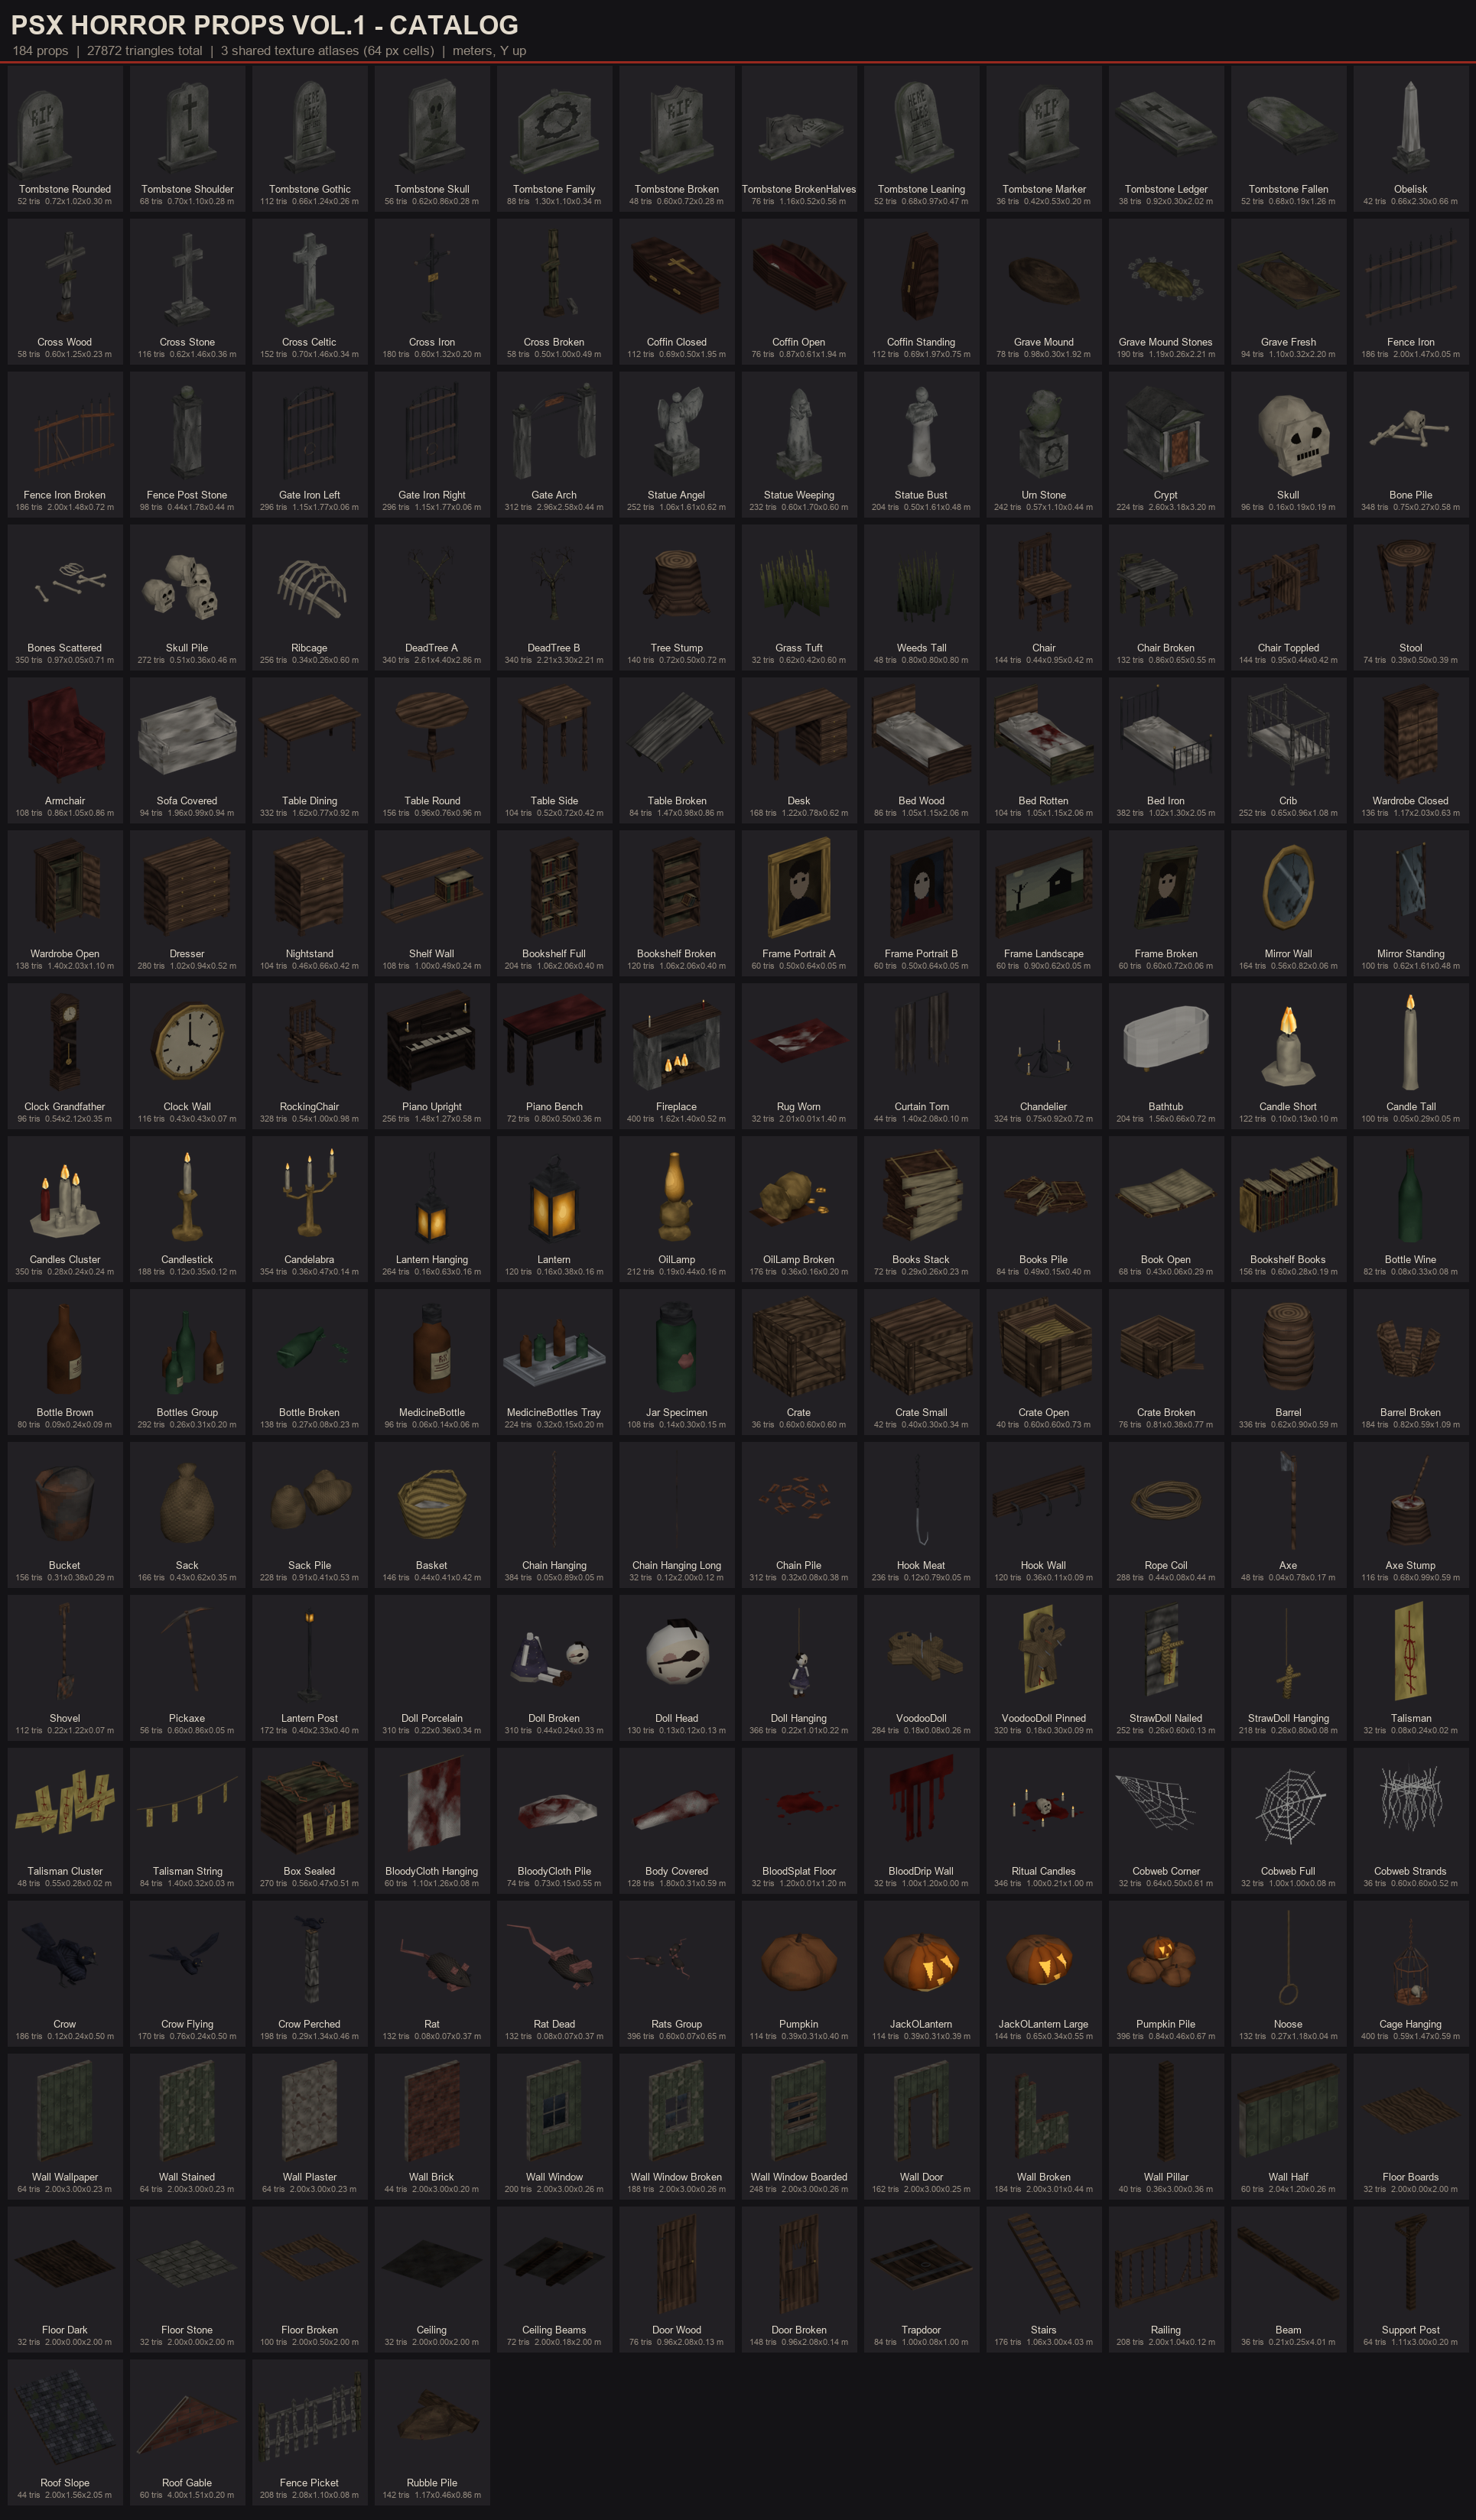 PSX HORROR PROPS VOL.1 - CATALOG
184 props | 27872 triangles total | 3 shared texture atlases (64 px cells) | meters, Y up
RIP HERE LIES RIP HERE LIES RIP
Tombstone Rounded Tombstone Shoulder Tombstone Gothic Tombstone Skull Tombstone Family Tombstone Broken Tombstone BrokenHalves Tombstone Leaning Tombstone Marker Tombstone Ledger Tombstone Fallen Obelisk
52 tris 0.72x1.02x0.30 m 68 tris 0.70x1.10x0.28 m 112 tris 0.66x1.24x0.26 m 56 tris 0.62x0.86x0.28 m 88 tris 1.30x1.10x0.34 m 48 tris 0.60x0.72x0.28 m 76 tris 1.16x0.52x0.56 m 52 tris 0.68x0.97x0.47 m 36 tris 0.42x0.53x0.20 m 38 tris 0.92x0.30x2.02 m 52 tris 0.68x0.19x1.26 m 42 tris 0.66x2.30x0.66 m
Cross Wood Cross Stone Cross Celtic Cross Iron Cross Broken Coffin Closed Coffin Open Coffin Standing Grave Mound Grave Mound Stones Grave Fresh Fence Iron
58 tris 0.60x1.25x0.23 m 116 tris 0.62x1.46x0.36 m 152 tris 0.70x1.46x0.34 m 180 tris 0.60x1.32x0.20 m 58 tris 0.50x1.00x0.49 m 112 tris 0.69x0.50x1.95 m 76 tris 0.87x0.61x1.94 m 112 tris 0.69x1.97x0.75 m 78 tris 0.98x0.30x1.92 m 190 tris 1.19x0.26x2.21 m 94 tris 1.10x0.32x2.20 m 186 tris 2.00x1.47x0.05 m
Fence Iron Broken Fence Post Stone Gate Iron Left Gate Iron Right Gate Arch Statue Angel Statue Weeping Statue Bust Urn Stone Crypt Skull Bone Pile
186 tris 2.00x1.48x0.72 m 98 tris 0.44x1.78x0.44 m 296 tris 1.15x1.77x0.06 m 296 tris 1.15x1.77x0.06 m 312 tris 2.96x2.58x0.44 m 252 tris 1.06x1.61x0.62 m 232 tris 0.60x1.70x0.60 m 204 tris 0.50x1.61x0.48 m 242 tris 0.57x1.10x0.44 m 224 tris 2.60x3.18x3.20 m 96 tris 0.16x0.19x0.19 m 348 tris 0.75x0.27x0.58 m
Bones Scattered Skull Pile Ribcage DeadTree A DeadTree B Tree Stump Grass Tuft Weeds Tall Chair Chair Broken Chair Toppled Stool
350 tris 0.97x0.05x0.71 m 272 tris 0.51x0.36x0.46 m 256 tris 0.34x0.26x0.60 m 340 tris 2.61x4.40x2.86 m 340 tris 2.21x3.30x2.21 m 140 tris 0.72x0.50x0.72 m 32 tris 0.62x0.42x0.60 m 48 tris 0.80x0.80x0.80 m 144 tris 0.44x0.95x0.42 m 132 tris 0.86x0.65x0.55 m 144 tris 0.95x0.44x0.42 m 74 tris 0.39x0.50x0.39 m
Armchair Sofa Covered Table Dining Table Round Table Side Table Broken Desk Bed Wood Bed Rotten Bed Iron Crib Wardrobe Closed
108 tris 0.86x1.05x0.86 m 94 tris 1.96x0.99x0.94 m 332 tris 1.62x0.77x0.92 m 156 tris 0.96x0.76x0.96 m 104 tris 0.52x0.72x0.42 m 84 tris 1.47x0.98x0.86 m 168 tris 1.22x0.78x0.62 m 86 tris 1.05x1.15x2.06 m 104 tris 1.05x1.15x2.06 m 382 tris 1.02x1.30x2.05 m 252 tris 0.65x0.96x1.08 m 136 tris 1.17x2.03x0.63 m
Wardrobe Open Dresser Nightstand Shelf Wall Bookshelf Full Bookshelf Broken Frame Portrait A Frame Portrait B Frame Landscape Frame Broken Mirror Wall Mirror Standing
138 tris 1.40x2.03x1.10 m 280 tris 1.02x0.94x0.52 m 104 tris 0.46x0.66x0.42 m 108 tris 1.00x0.49x0.24 m 204 tris 1.06x2.06x0.40 m 120 tris 1.06x2.06x0.40 m 60 tris 0.50x0.64x0.05 m 60 tris 0.50x0.64x0.05 m 60 tris 0.90x0.62x0.05 m 60 tris 0.60x0.72x0.06 m 164 tris 0.56x0.82x0.06 m 100 tris 0.62x1.61x0.48 m
Clock Grandfather Clock Wall RockingChair Piano Upright Piano Bench Fireplace Rug Worn Curtain Torn Chandelier Bathtub Candle Short Candle Tall
96 tris 0.54x2.12x0.35 m 116 tris 0.43x0.43x0.07 m 328 tris 0.54x1.00x0.98 m 256 tris 1.48x1.27x0.58 m 72 tris 0.80x0.50x0.36 m 400 tris 1.62x1.40x0.52 m 32 tris 2.01x0.01x1.40 m 44 tris 1.40x2.08x0.10 m 324 tris 0.75x0.92x0.72 m 204 tris 1.56x0.66x0.72 m 122 tris 0.10x0.13x0.10 m 100 tris 0.05x0.29x0.05 m
Candles Cluster Candlestick Candelabra Lantern Hanging Lantern OilLamp OilLamp Broken Books Stack Books Pile Book Open Bookshelf Books Bottle Wine
350 tris 0.28x0.24x0.24 m 188 tris 0.12x0.35x0.12 m 354 tris 0.36x0.47x0.14 m 264 tris 0.16x0.63x0.16 m 120 tris 0.16x0.38x0.16 m 212 tris 0.19x0.44x0.16 m 176 tris 0.36x0.16x0.20 m 72 tris 0.29x0.26x0.23 m 84 tris 0.49x0.15x0.40 m 68 tris 0.43x0.06x0.29 m 156 tris 0.60x0.28x0.19 m 82 tris 0.08x0.33x0.08 m
Bottle Brown Bottles Group Bottle Broken MedicineBottle MedicineBottles Tray Jar Specimen Crate Crate Small Crate Open Crate Broken Barrel Barrel Broken
80 tris 0.09x0.24x0.09 m 292 tris 0.26x0.31x0.20 m 138 tris 0.27x0.08x0.23 m 96 tris 0.06x0.14x0.06 m 224 tris 0.32x0.15x0.20 m 108 tris 0.14x0.30x0.15 m 36 tris 0.60x0.60x0.60 m 42 tris 0.40x0.30x0.34 m 40 tris 0.60x0.60x0.73 m 76 tris 0.81x0.38x0.77 m 336 tris 0.62x0.90x0.59 m 184 tris 0.82x0.59x1.09 m
Bucket Sack Sack Pile Basket Chain Hanging Chain Hanging Long Chain Pile Hook Meat Hook Wall Rope Coil Axe Axe Stump
156 tris 0.31x0.38x0.29 m 166 tris 0.43x0.62x0.35 m 228 tris 0.91x0.41x0.53 m 146 tris 0.44x0.41x0.42 m 384 tris 0.05x0.89x0.05 m 32 tris 0.12x2.00x0.12 m 312 tris 0.32x0.08x0.38 m 236 tris 0.12x0.79x0.05 m 120 tris 0.36x0.11x0.09 m 288 tris 0.44x0.08x0.44 m 48 tris 0.04x0.78x0.17 m 116 tris 0.68x0.99x0.59 m
Shovel Pickaxe Lantern Post Doll Porcelain Doll Broken Doll Head Doll Hanging VoodooDoll VoodooDoll Pinned StrawDoll Nailed StrawDoll Hanging Talisman
112 tris 0.22x1.22x0.07 m 56 tris 0.60x0.86x0.05 m 172 tris 0.40x2.33x0.40 m 310 tris 0.22x0.36x0.34 m 310 tris 0.44x0.24x0.33 m 130 tris 0.13x0.12x0.13 m 366 tris 0.22x1.01x0.22 m 284 tris 0.18x0.08x0.26 m 320 tris 0.18x0.30x0.09 m 252 tris 0.26x0.60x0.13 m 218 tris 0.26x0.80x0.08 m 32 tris 0.08x0.24x0.02 m
Talisman Cluster Talisman String Box Sealed BloodyCloth Hanging BloodyCloth Pile Body Covered BloodSplat Floor BloodDrip Wall Ritual Candles Cobweb Corner Cobweb Full Cobweb Strands
48 tris 0.55x0.28x0.02 m 84 tris 1.40x0.32x0.03 m 270 tris 0.56x0.47x0.51 m 60 tris 1.10x1.26x0.08 m 74 tris 0.73x0.15x0.55 m 128 tris 1.80x0.31x0.59 m 32 tris 1.20x0.01x1.20 m 32 tris 1.00x1.20x0.00 m 346 tris 1.00x0.21x1.00 m 32 tris 0.64x0.50x0.61 m 32 tris 1.00x1.00x0.08 m 36 tris 0.60x0.60x0.52 m
Crow Crow Flying Crow Perched Rat Rat Dead Rats Group Pumpkin JackOLantern JackOLantern Large Pumpkin Pile Noose Cage Hanging
186 tris 0.12x0.24x0.50 m 170 tris 0.76x0.24x0.50 m 198 tris 0.29x1.34x0.46 m 132 tris 0.08x0.07x0.37 m 132 tris 0.08x0.07x0.37 m 396 tris 0.60x0.07x0.65 m 114 tris 0.39x0.31x0.40 m 114 tris 0.39x0.31x0.39 m 144 tris 0.65x0.34x0.55 m 396 tris 0.84x0.46x0.67 m 132 tris 0.27x1.18x0.04 m 400 tris 0.59x1.47x0.59 m
Wall Wallpaper Wall Stained Wall Plaster Wall Brick Wall Window Wall Window Broken Wall Window Boarded Wall Door Wall Broken Wall Pillar Wall Half Floor Boards
64 tris 2.00x3.00x0.23 m 64 tris 2.00x3.00x0.23 m 64 tris 2.00x3.00x0.23 m 44 tris 2.00x3.00x0.20 m 200 tris 2.00x3.00x0.26 m 188 tris 2.00x3.00x0.26 m 248 tris 2.00x3.00x0.26 m 162 tris 2.00x3.00x0.25 m 184 tris 2.00x3.01x0.44 m 40 tris 0.36x3.00x0.36 m 60 tris 2.04x1.20x0.26 m 32 tris 2.00x0.00x2.00 m
Floor Dark Floor Stone Floor Broken Ceiling Ceiling Beams Door Wood Door Broken Trapdoor Stairs Railing Beam Support Post
32 tris 2.00x0.00x2.00 m 32 tris 2.00x0.00x2.00 m 100 tris 2.00x0.50x2.00 m 32 tris 2.00x0.00x2.00 m 72 tris 2.00x0.18x2.00 m 76 tris 0.96x2.08x0.13 m 148 tris 0.96x2.08x0.14 m 84 tris 1.00x0.08x1.00 m 176 tris 1.06x3.00x4.03 m 208 tris 2.00x1.04x0.12 m 36 tris 0.21x0.25x4.01 m 64 tris 1.11x3.00x0.20 m
Roof Slope Roof Gable Fence Picket Rubble Pile
44 tris 2.00x1.56x2.05 m 60 tris 4.00x1.51x0.20 m 208 tris 2.08x1.10x0.08 m 142 tris 1.17x0.46x0.86 m